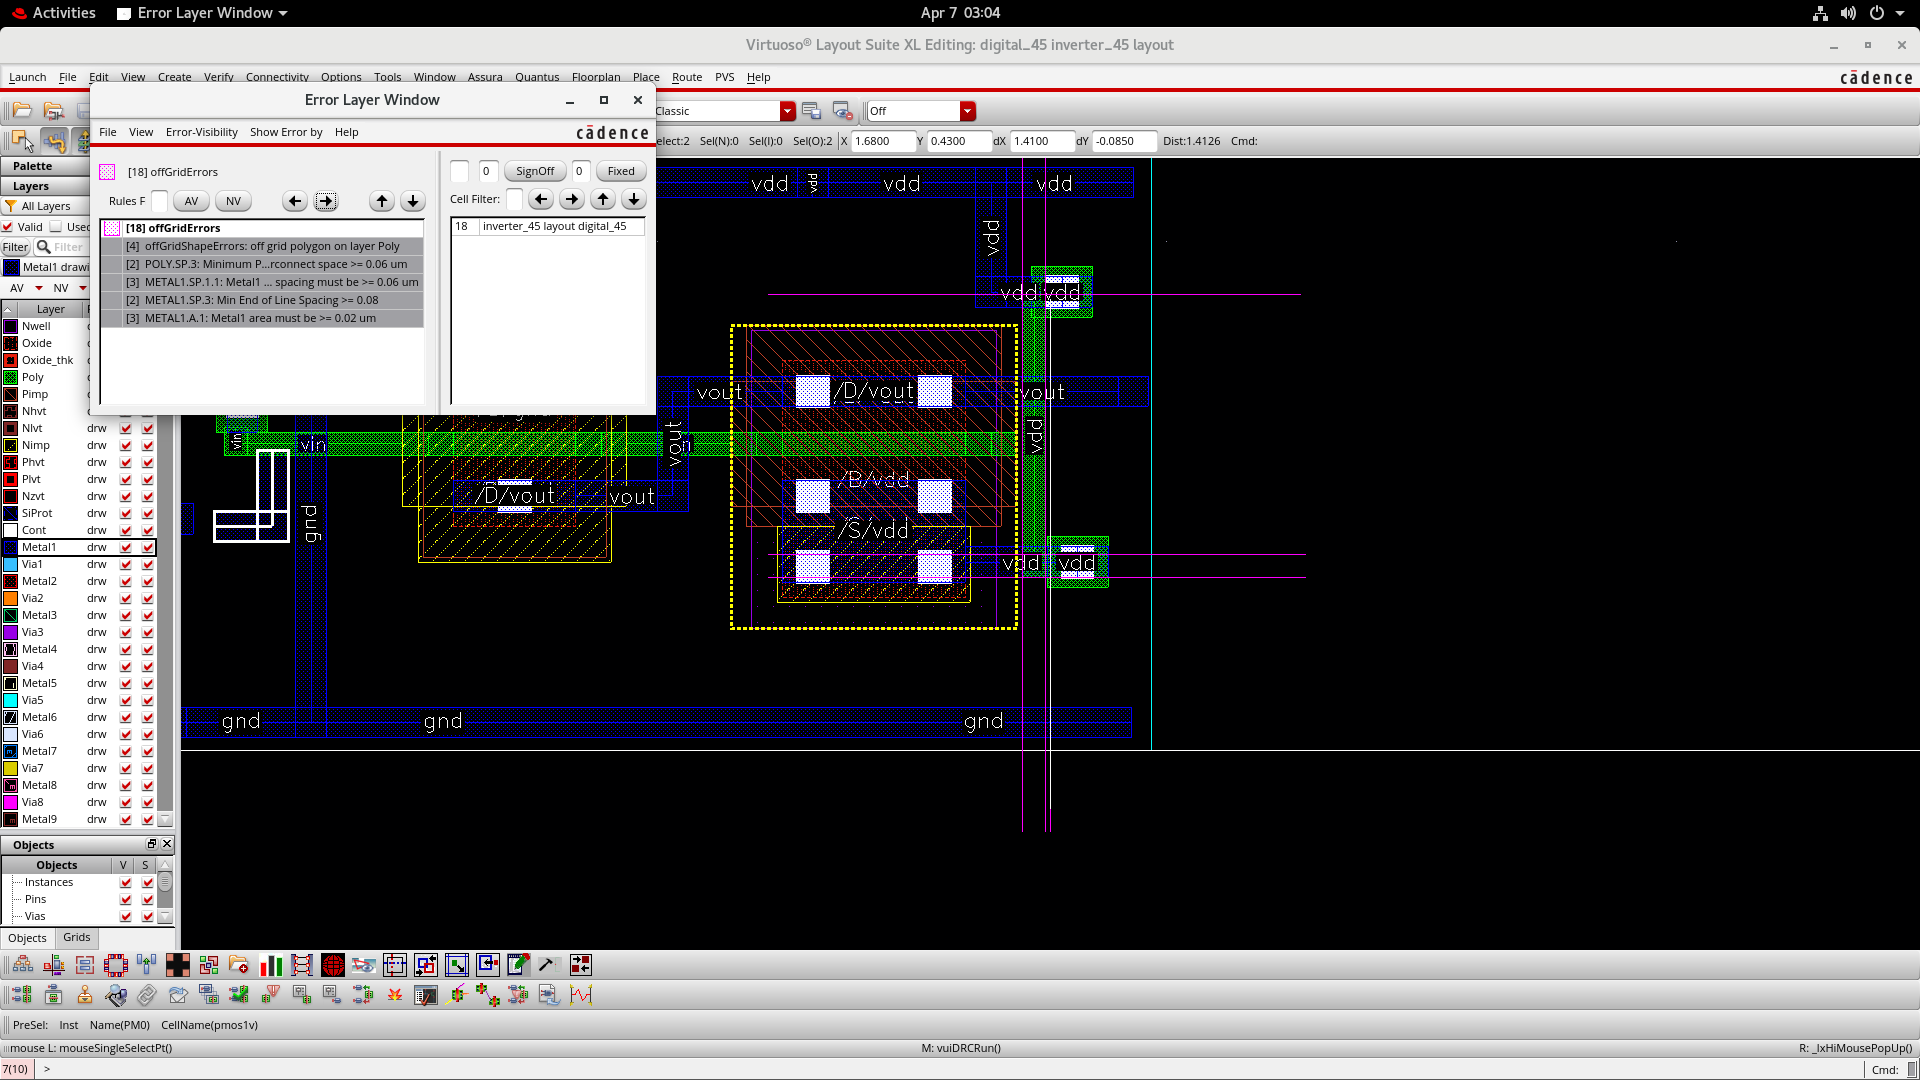 Activities
Error Layer Window
Apr 7 03:04
Virtuoso® Layout Suite XL Editing: digital_45 inverter_45 layout
Launch File Edit View Create Verify Connectivity Options Tools Window Assura Quantus Floorplan Place Route PVS Help
cādence
Classic
Off
elect:2 Sel(N):0 Sel(I):0 Sel(O):2 X 1.6800 Y 0.4300 dX 1.4100 dY -0.0850 Dist:1.4126 Cmd:
Error Layer Window
File View Error-Visibility Show Error by Help
cādence
[18] offGridErrors
Rules F AV NV
[18] offGridErrors
[4] offGridShapeErrors: off grid polygon on layer Poly
[2] POLY.SP.3: Minimum P...rconnect space >= 0.06 um
[3] METAL1.SP.1.1: Metal1 ... spacing must be >= 0.06 um
[2] METAL1.SP.3: Min End of Line Spacing >= 0.08
[3] METAL1.A.1: Metal1 area must be >= 0.02 um
0 SignOff 0 Fixed
Cell Filter:
18 inverter_45 layout digital_45
Palette
Layers
All Layers
Valid Used
Filter Filter
Metal1 drawi
AV NV
Layer
Nwell
Oxide
Oxide_thk
Poly
Pimp
Nhvt
Nlvt drw
Nimp drw
Phvt drw
Plvt drw
Nzvt drw
SiProt drw
Cont drw
Metal1 drw
Via1 drw
Metal2 drw
Via2 drw
Metal3 drw
Via3 drw
Metal4 drw
Via4 drw
Metal5 drw
Via5 drw
Metal6 drw
Via6 drw
Metal7 drw
Via7 drw
Metal8 drw
Via8 drw
Metal9 drw
Objects
Objects V S
Instances
Pins
Vias
Objects Grids
vdd vdd vdd vdd
vdd
vdd vdd
vout /D/vout vout
vin vin vout vdd
/B/vdd
/D/vout vout
gnd
/S/vdd
vdd vdd
gnd gnd gnd
PreSel: Inst Name(PM0) CellName(pmos1v)
mouse L: mouseSingleSelectPt()
M: vuiDRCRun()
R: _lxHiMousePopUp()
7(10) >
Cmd: